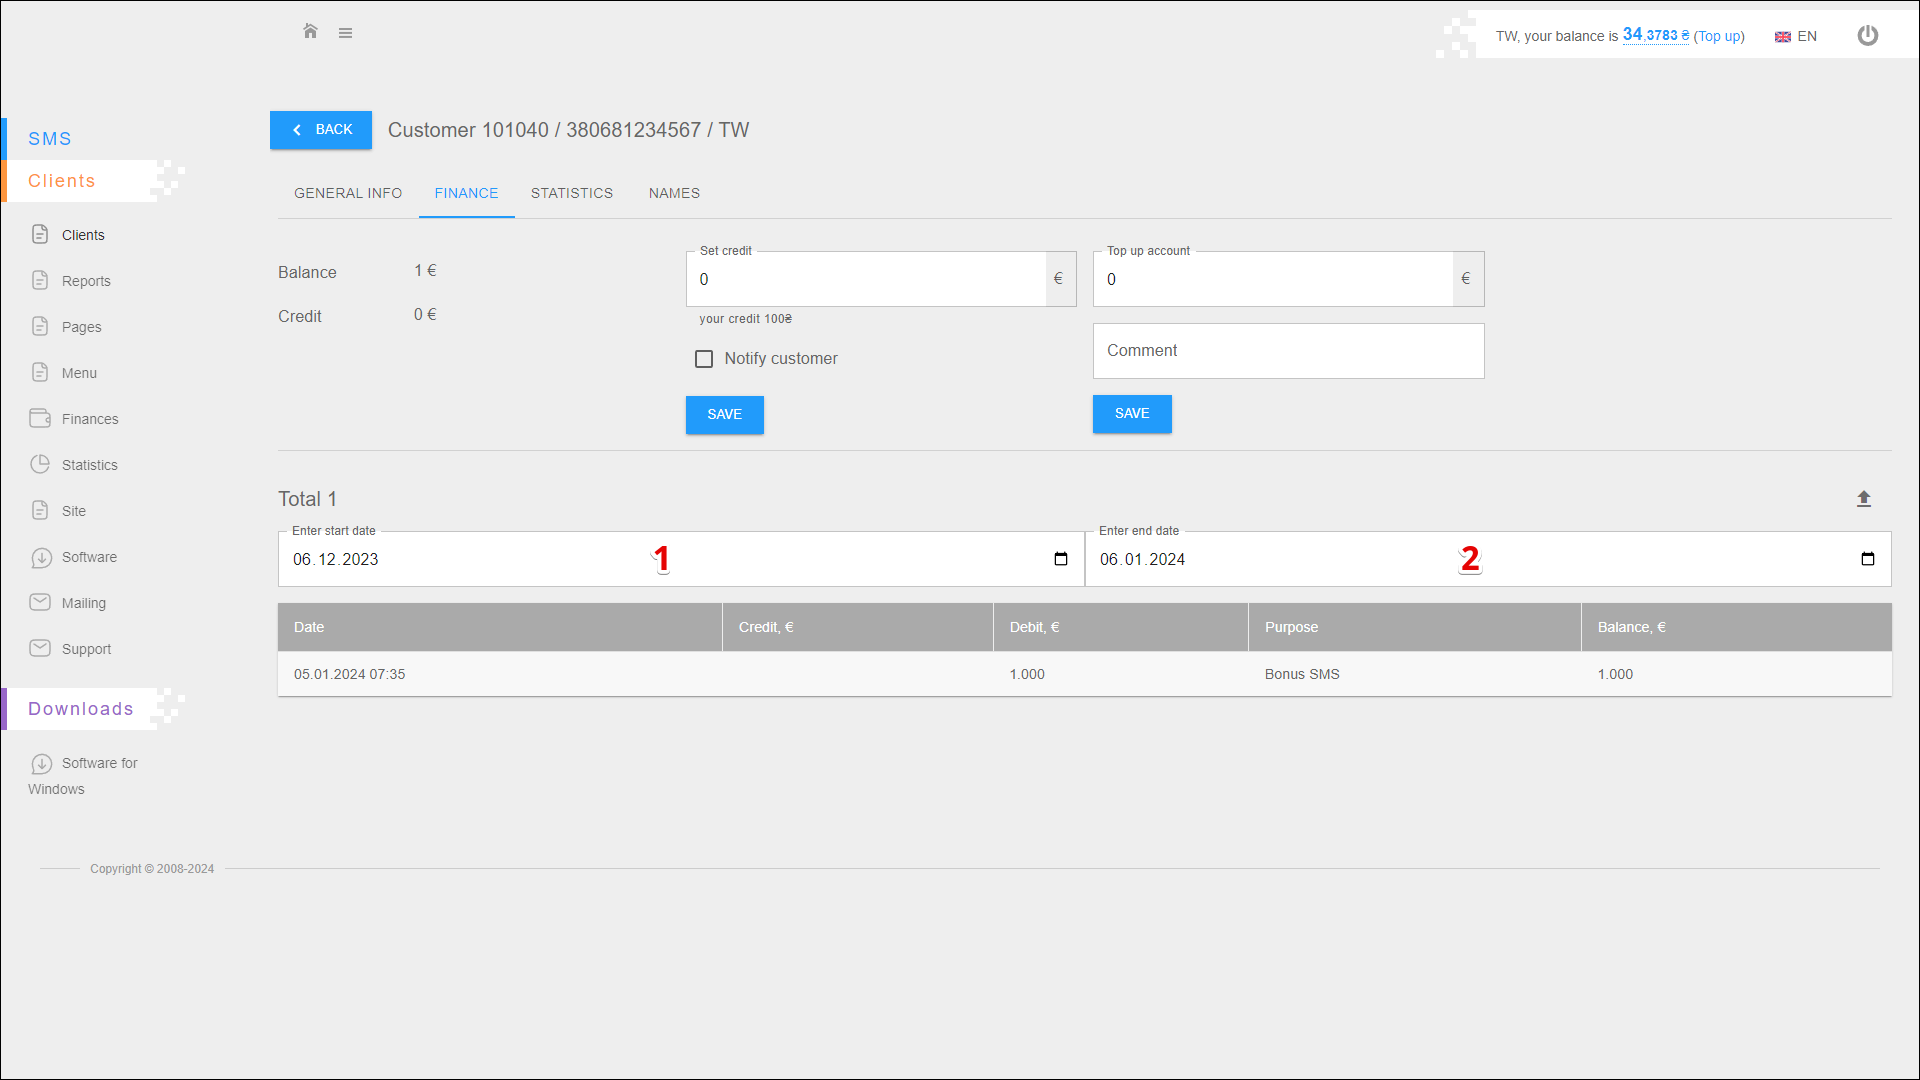 TW, your balance is 34.3783 ₴ (Top up)
EN
SMS
Clients
Clients
Reports
Pages
Menu
Finances
Statistics
Site
Software
Mailing
Support
Downloads
Software for
Windows
BACK
Customer 101040 / 380681234567 / TW
GENERAL INFO
FINANCE
STATISTICS
NAMES
Balance 1 €
Credit 0 €
Set credit
0 €
your credit 100₴
Notify customer
SAVE
Top up account
0 €
Comment
SAVE
Total 1
Enter start date
06.12.2023
1
Enter end date
06.01.2024
2
Date Credit, € Debit, € Purpose Balance, €
05.01.2024 07:35 1.000 Bonus SMS 1.000
Copyright © 2008-2024